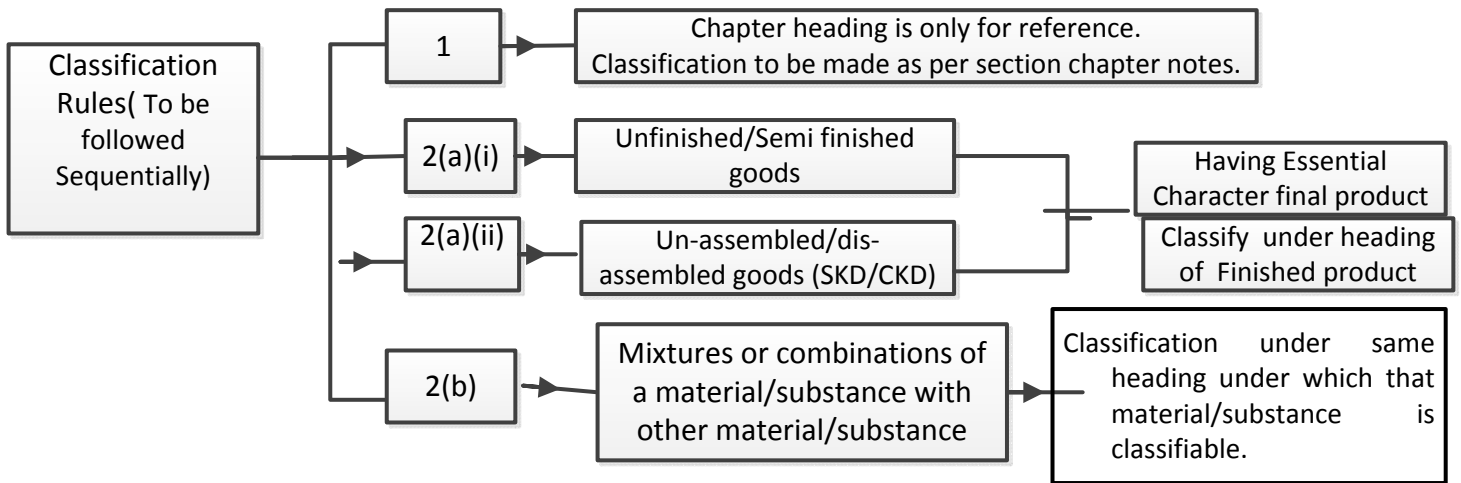 Classification
Rules( To be
followed
Sequentially)
1
Chapter heading is only for reference.
Classification to be made as per section chapter notes.
2(a)(i)
Unfinished/Semi finished
goods
2(a)(ii)
Un-assembled/dis-
assembled goods (SKD/CKD)
Having Essential
Character final product
Classify under heading
of Finished product
2(b)
Mixtures or combinations of
a material/substance with
other material/substance
Classification under same
heading under which that
material/substance is
classifiable.